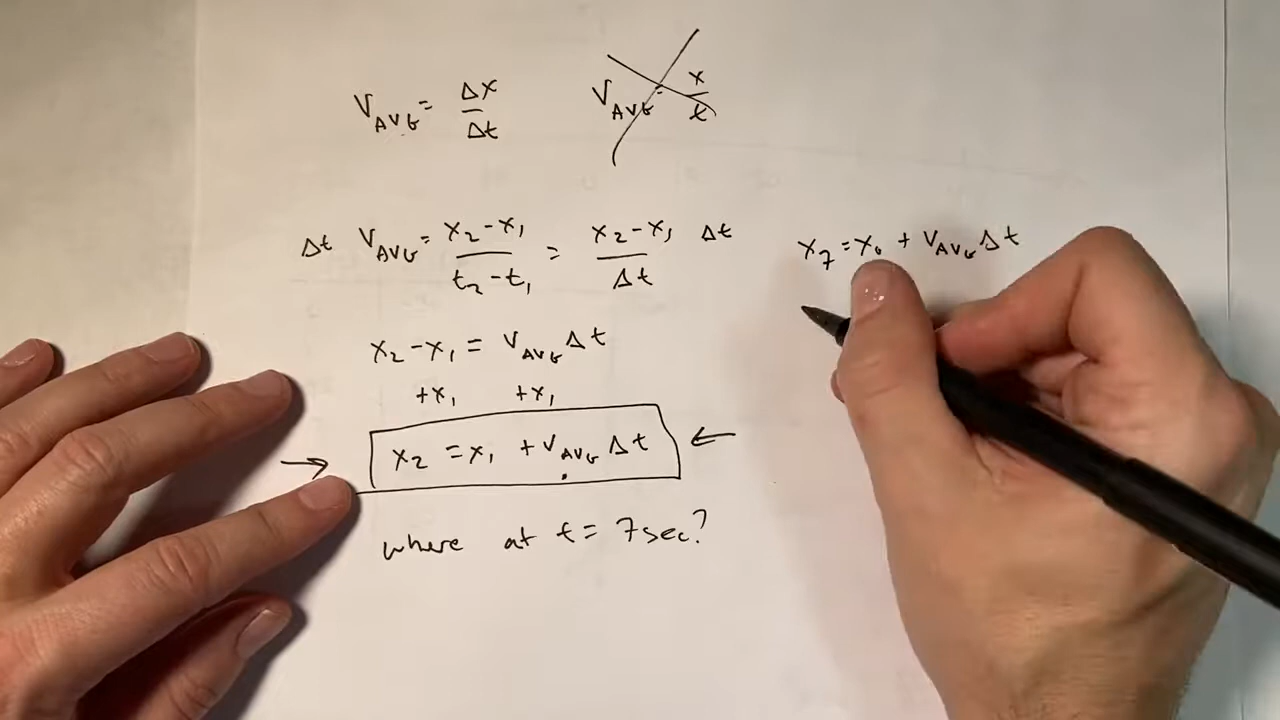 V_AVG = Δx/Δt
V_AVG = x/t
Δt V_AVG = x₂-x₁/t₂-t₁ = x₂-x₁/Δt Δt
x₂-x₁ = V_AVG Δt
+x₁ +x₁
x₂ = x₁ + V_AVG Δt
where at t = 7sec?
x₇ = x₀ + V_AVG Δt